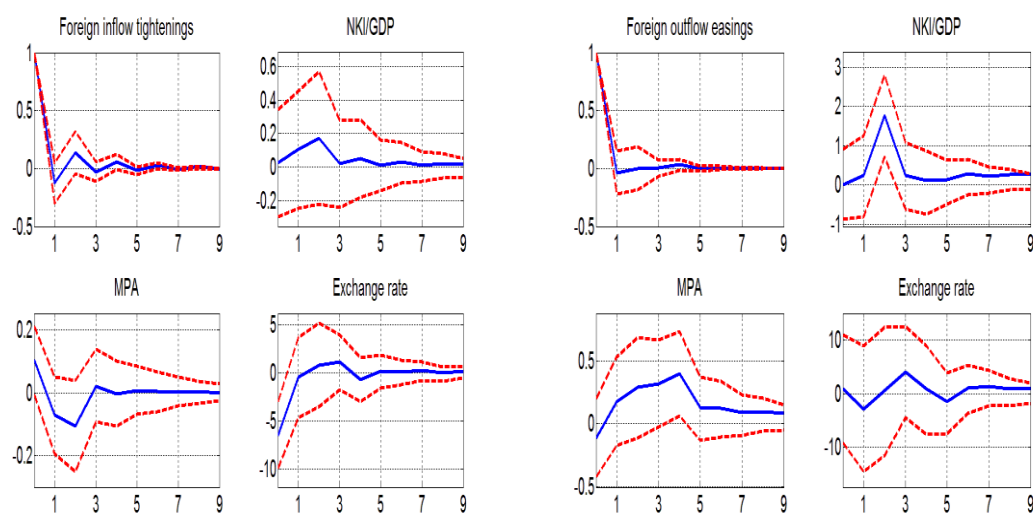 Foreign inflow tightenings
NKI/GDP
Foreign outflow easings
NKI/GDP
1
0.5
0
-0.5
1 3 5 7 9
0.6
0.4
0.2
0
-0.2
1 3 5 7 9
1
0.5
0
-0.5
1 3 5 7 9
3
2
1
0
-1
1 3 5 7 9
MPA
Exchange rate
MPA
Exchange rate
0.2
0
-0.2
1 3 5 7 9
5
0
-5
-10
1 3 5 7 9
0.5
0
-0.5
1 3 5 7 9
10
0
-10
1 3 5 7 9